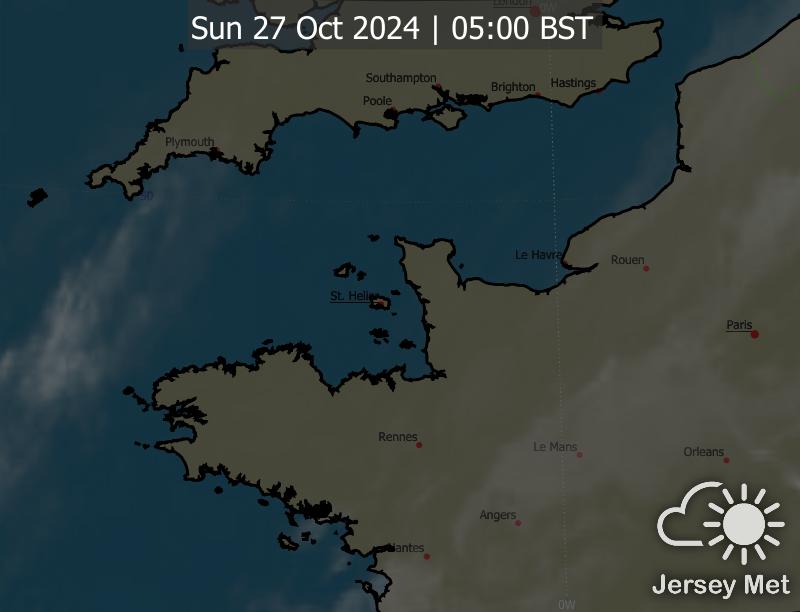 London
0W
Sun 27 Oct 2024 | 05:00 BST
Southampton
Brighton
Hastings
Poole
Plymouth
50
Le Havre
Rouen
St. Helier
Paris
Rennes
Le Mans
Orleans
Angers
Nantes
Jersey Met
0W